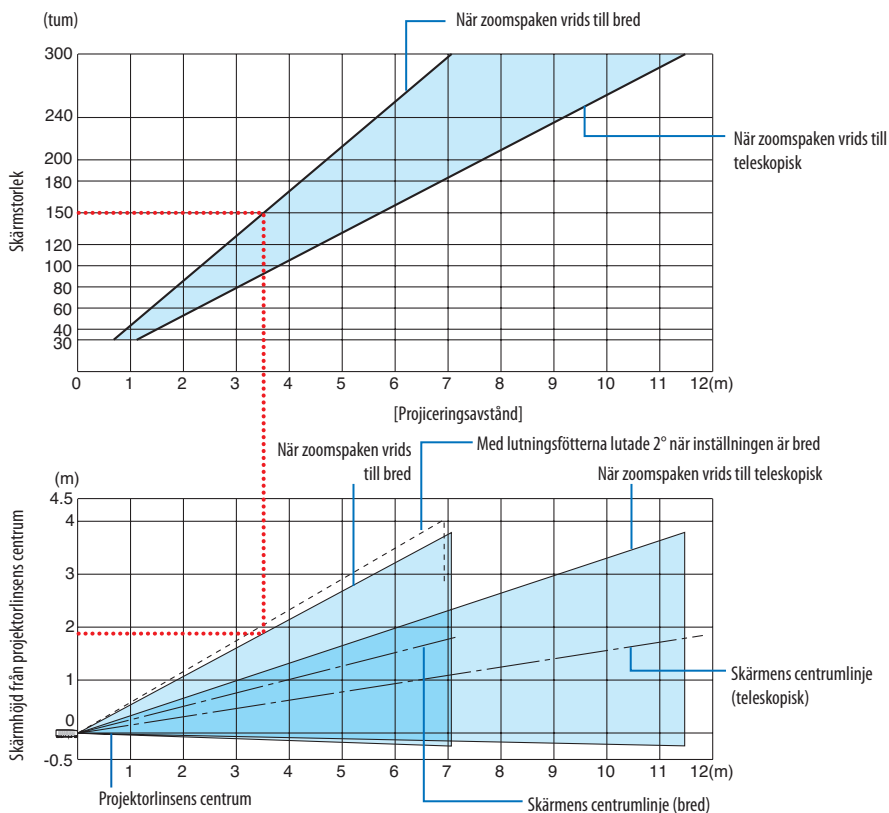 (tum)
När zoomspaken vrids till bred
300
240
200
180
150
120
100
80
60
40
30
Skärmstorlek
När zoomspaken vrids till
teleskopisk
0 1 2 3 4 5 6 7 8 9 10 11 12(m)
[Projiceringsavstånd]
När zoomspaken vrids
till bred
Med lutningsfötterna lutade 2° när inställningen är bred
När zoomspaken vrids till teleskopisk
(m)
4.5
4
3
2
1
0
-0.5
Skärmhöjd från projektorlinsens centrum
Skärmens centrumlinje
(teleskopisk)
1 2 3 4 5 6 7 8 9 10 11 12(m)
Projektorlinsens centrum
Skärmens centrumlinje (bred)